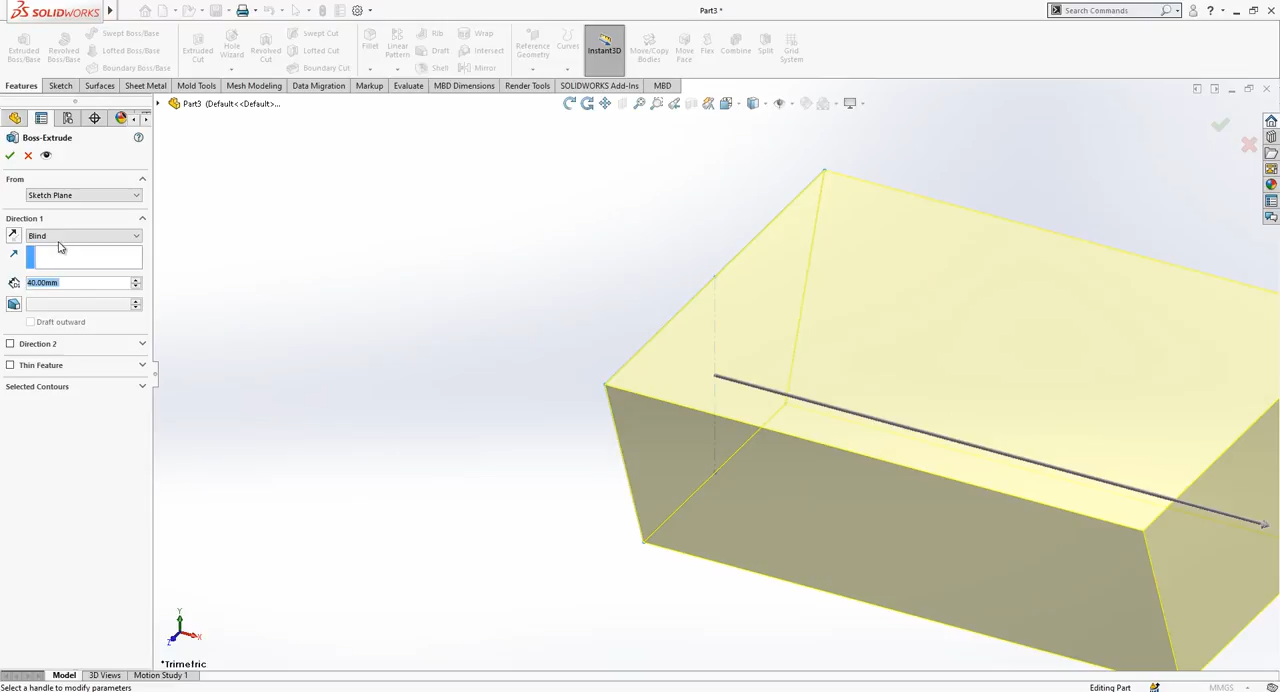 SOLIDWORKS
Part3 *
Search Commands
Extruded Boss/Base
Revolved Boss/Base
Swept Boss/Base
Lofted Boss/Base
Boundary Boss/Base
Extruded Cut
Hole Wizard
Revolved Cut
Swept Cut
Lofted Cut
Boundary Cut
Fillet
Linear Pattern
Rib
Draft
Shell
Wrap
Intersect
Mirror
Reference Geometry
Curves
Instant3D
Move/Copy Bodies
Move Face
Flex
Combine
Split
Grid System
Features
Sketch
Surfaces
Sheet Metal
Mold Tools
Mesh Modeling
Data Migration
Markup
Evaluate
MBD Dimensions
Render Tools
SOLIDWORKS Add-Ins
MBD
Part3 (Default<<Default>...
Boss-Extrude
From
Sketch Plane
Direction 1
Blind
40.00mm
Draft outward
Direction 2
Thin Feature
Selected Contours
Y
X
Z
*Trimetric
Model
3D Views
Motion Study 1
Select a handle to modify parameters
Editing Part
MMGS